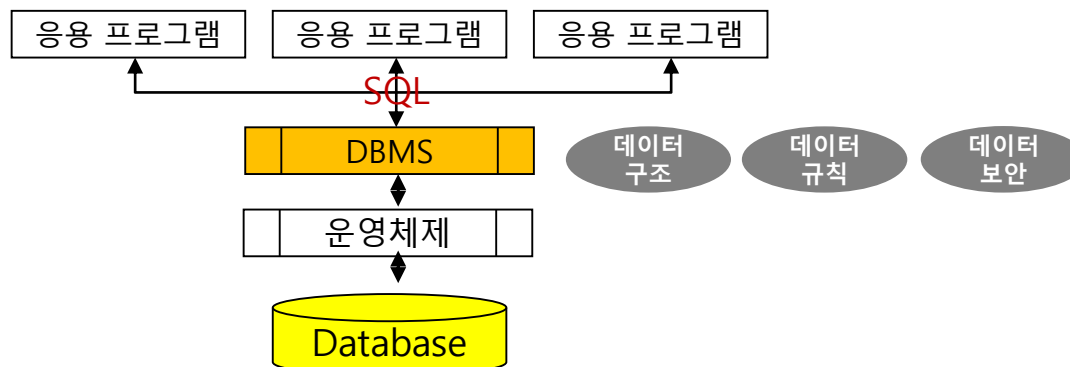 응용 프로그램 응용 프로그램 응용 프로그램
SQL
DBMS
데이터
구조
데이터
규칙
데이터
보안
운영체제
Database